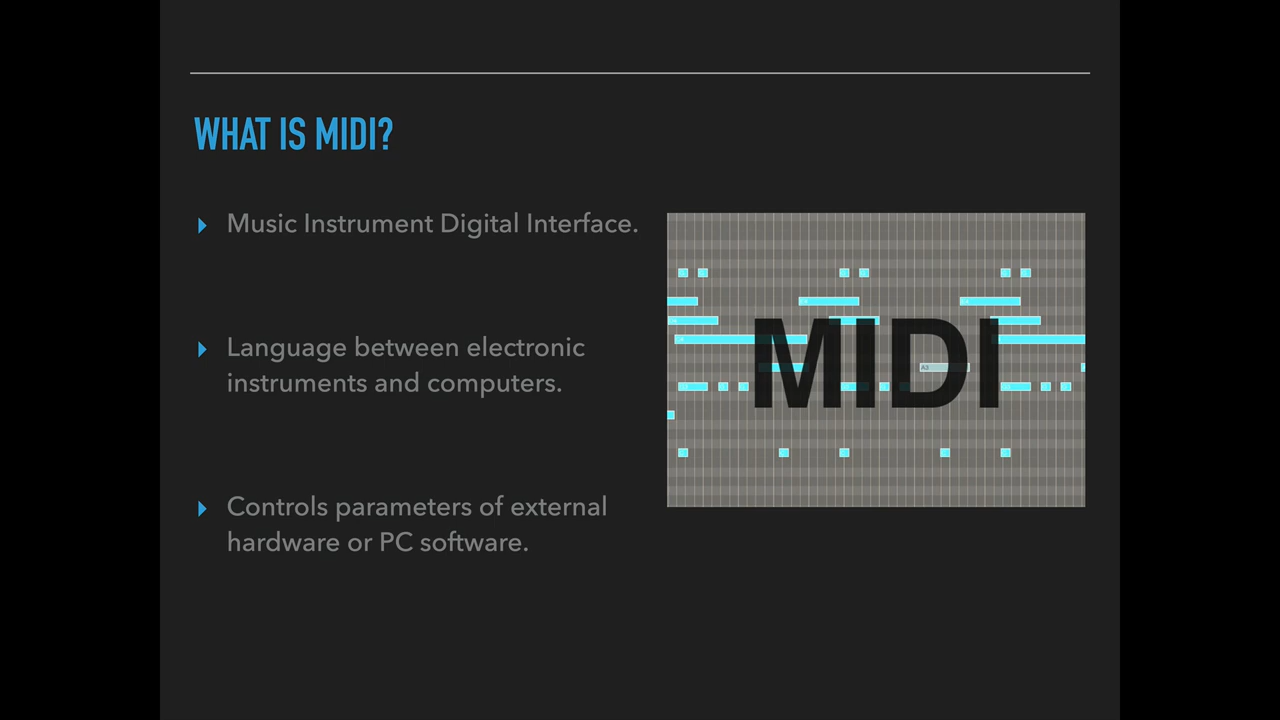 WHAT IS MIDI?
Music Instrument Digital Interface.
Language between electronic
instruments and computers.
Controls parameters of external
hardware or PC software.
MIDI
A3